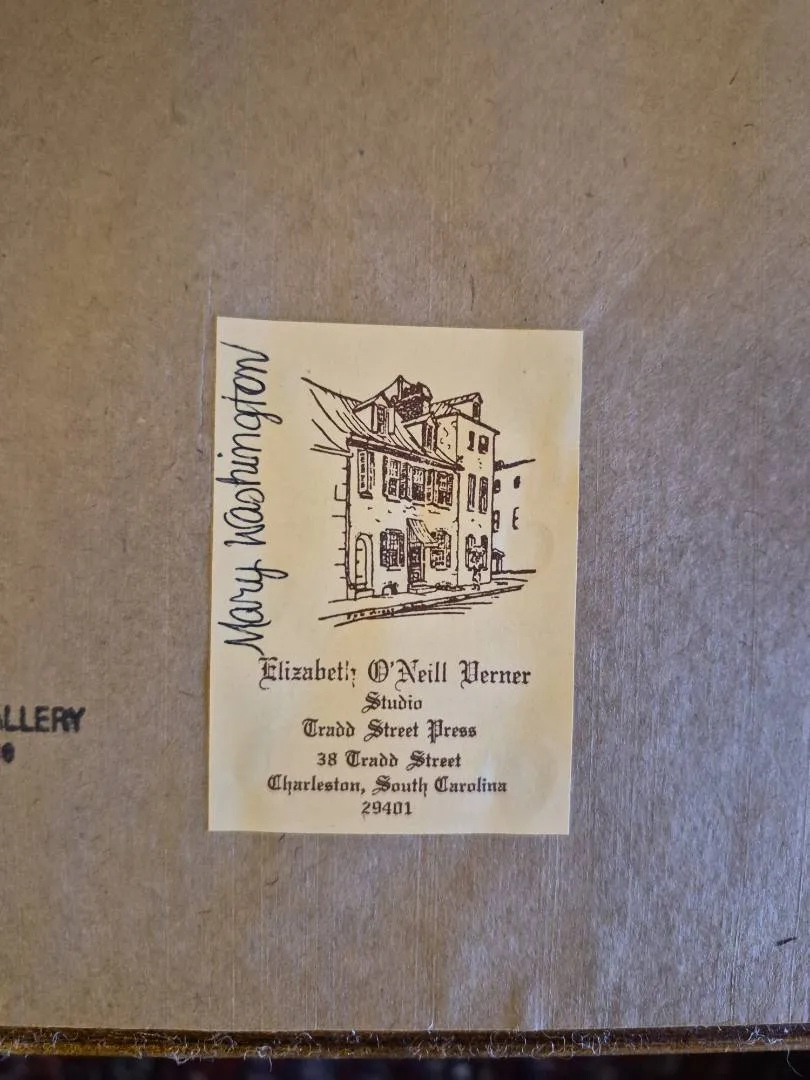 Mary Washington
Elizabeth O'Neill Verner
Studio
Tradd Street Press
38 Tradd Street
Charleston, South Carolina
29401
ALLERY